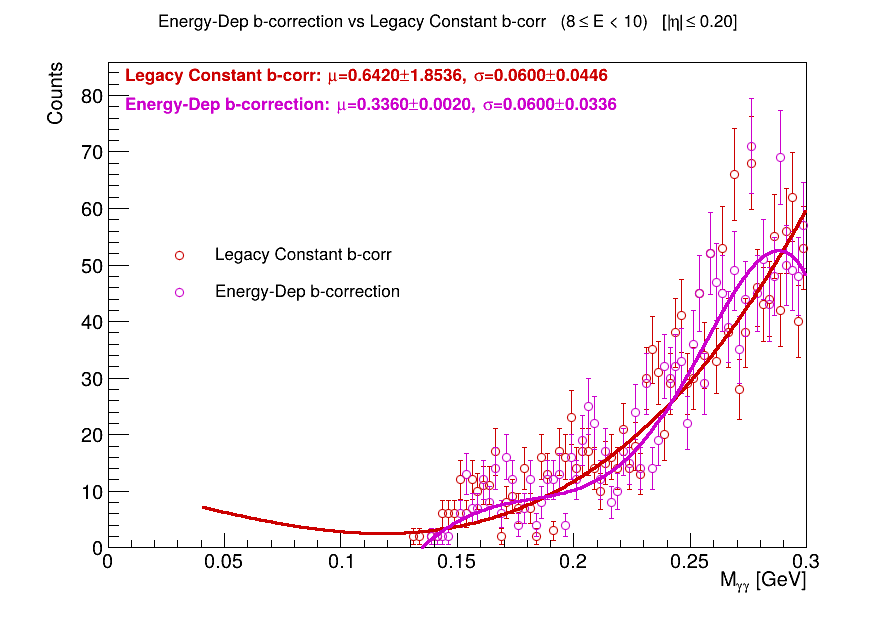 Energy-Dep b-correction vs Legacy Constant b-corr (8 ≤ E < 10) [|η| ≤ 0.20]
Legacy Constant b-corr: μ=0.6420±1.8536, σ=0.0600±0.0446
Energy-Dep b-correction: μ=0.3360±0.0020, σ=0.0600±0.0336
Counts
80
70
60
50
40
30
20
10
0
Legacy Constant b-corr
Energy-Dep b-correction
0 0.05 0.1 0.15 0.2 0.25 0.3
Mγγ [GeV]